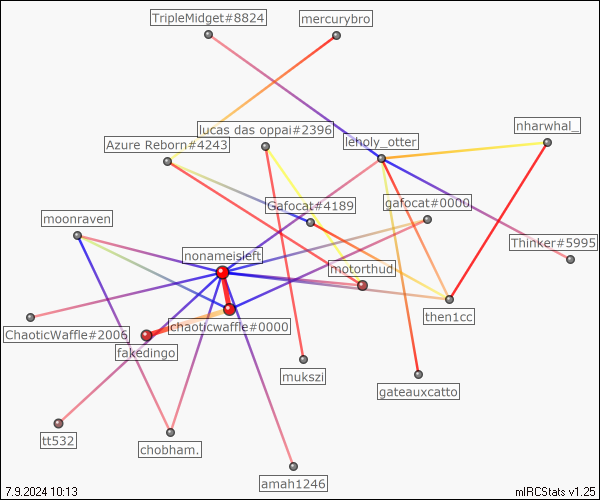 TripleMidget#8824
mercurybro
lucas das oppai#2396
nharwhal_
Azure Reborn#4243
leholy_otter
Gafocat#4189
gafocat#0000
moonraven
Thinker#5995
nonameisleft
motorthud
chaoticwaffle#0000
then1cc
ChaoticWaffle#2006
fakedingo
mukszi
gateauxcatto
tt532
chobham.
amah1246
7.9.2024 10:13
mIRCStats v1.25